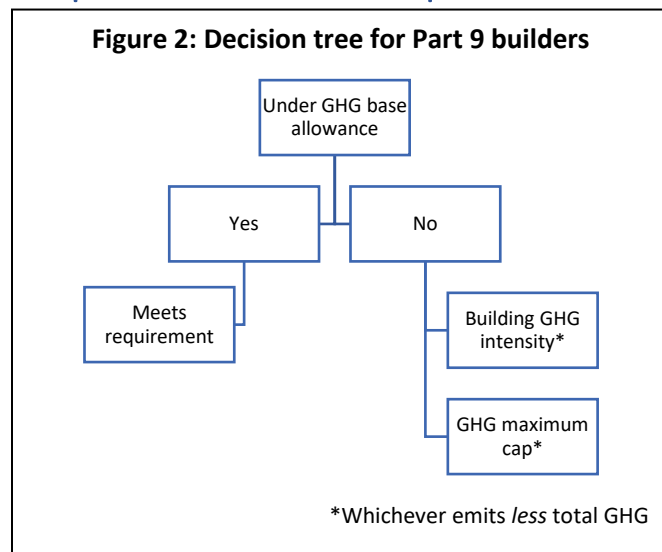 Figure 2: Decision tree for Part 9 builders
Under GHG base
allowance
Yes
No
Meets
requirement
Building GHG
intensity*
GHG maximum
cap*
*Whichever emits less total GHG